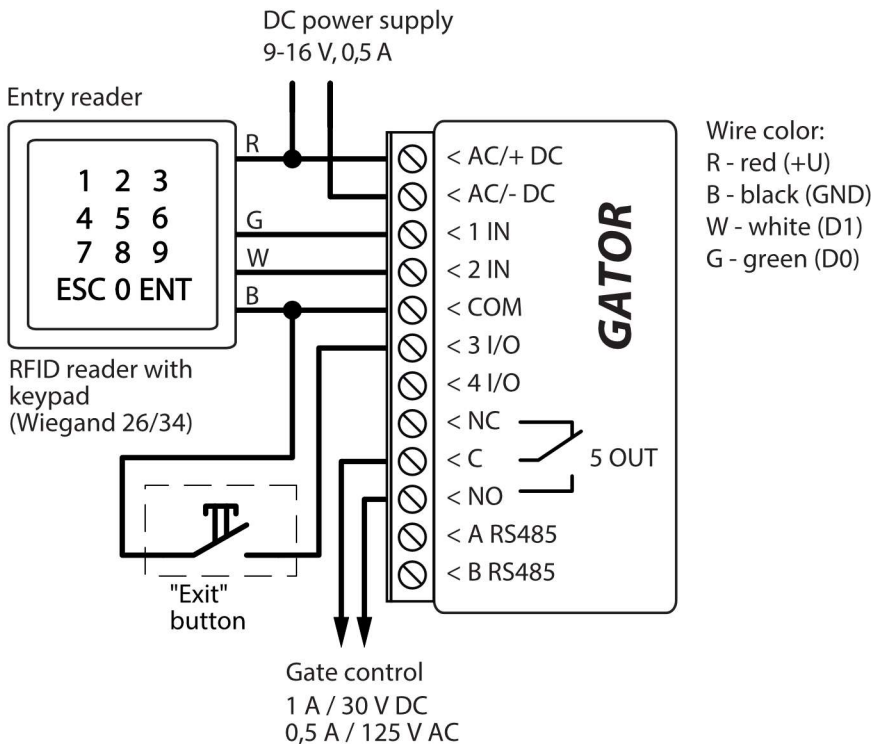 DC power supply
9-16 V, 0,5 A
Entry reader
R
1 2 3
4 5 6
7 8 9
ESC 0 ENT
G
W
B
RFID reader with
keypad
(Wiegand 26/34)
"Exit"
button
< AC/+ DC
< AC/- DC
< 1 IN
< 2 IN
< COM
< 3 I/O
< 4 I/O
< NC
< C
5 OUT
< NO
< A RS485
< B RS485
GATOR
Wire color:
R - red (+U)
B - black (GND)
W - white (D1)
G - green (D0)
Gate control
1 A / 30 V DC
0,5 A / 125 V AC